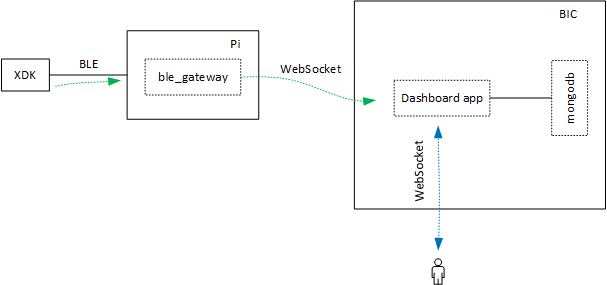 XDK
BLE
Pi
ble_gateway
WebSocket
BIC
Dashboard app
mongodb
WebSocket